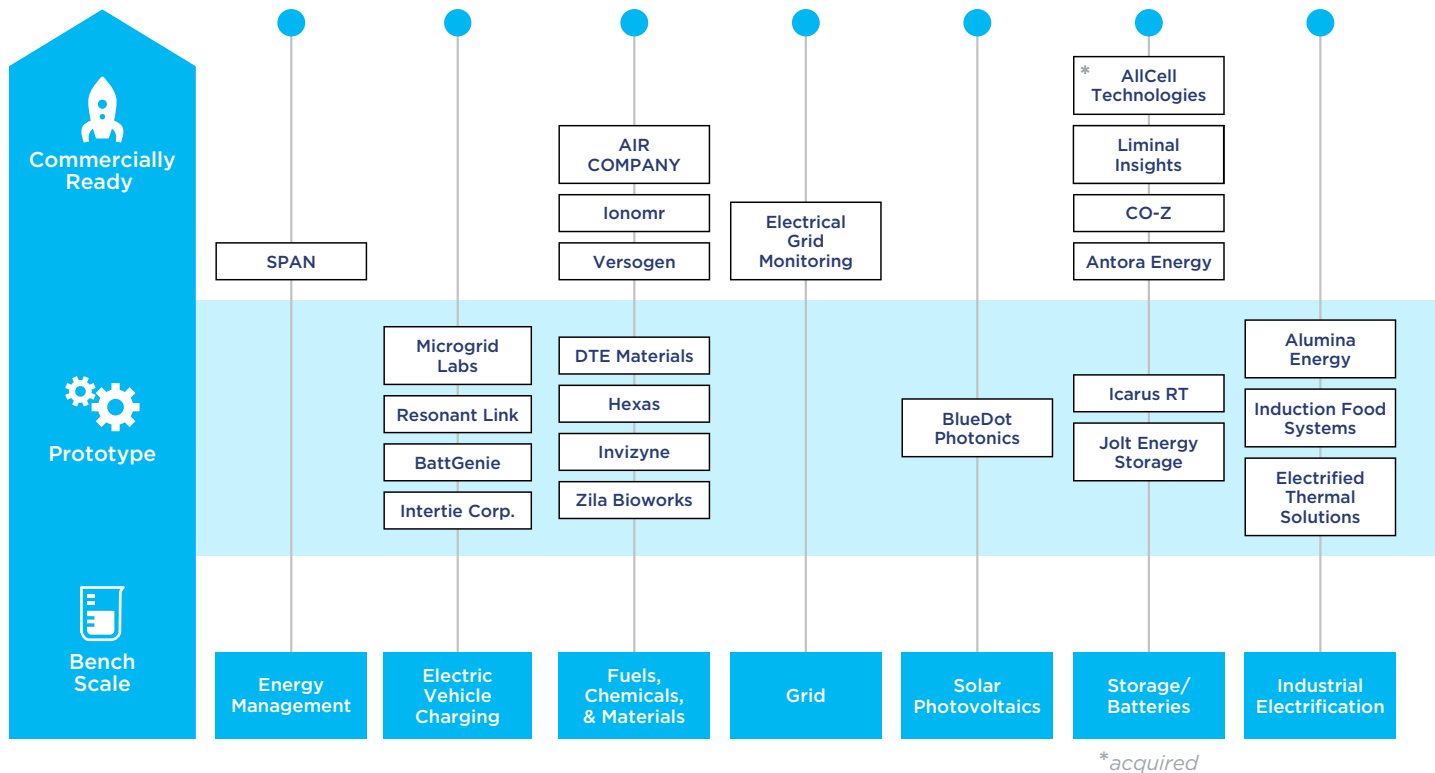 Commercially
Ready
Prototype
Bench
Scale
SPAN
Energy
Management
Microgrid
Labs
Resonant Link
BattGenie
Intertie Corp.
Electric
Vehicle
Charging
AIR
COMPANY
Ionomr
Versogen
DTE Materials
Hexas
Invizyne
Zila Bioworks
Fuels,
Chemicals,
& Materials
Electrical
Grid
Monitoring
Grid
BlueDot
Photonics
Solar
Photovoltaics
* AllCell
Technologies
Liminal
Insights
CO-Z
Antora Energy
Icarus RT
Jolt Energy
Storage
Storage/
Batteries
Alumina
Energy
Induction Food
Systems
Electrified
Thermal
Solutions
Industrial
Electrification
*acquired